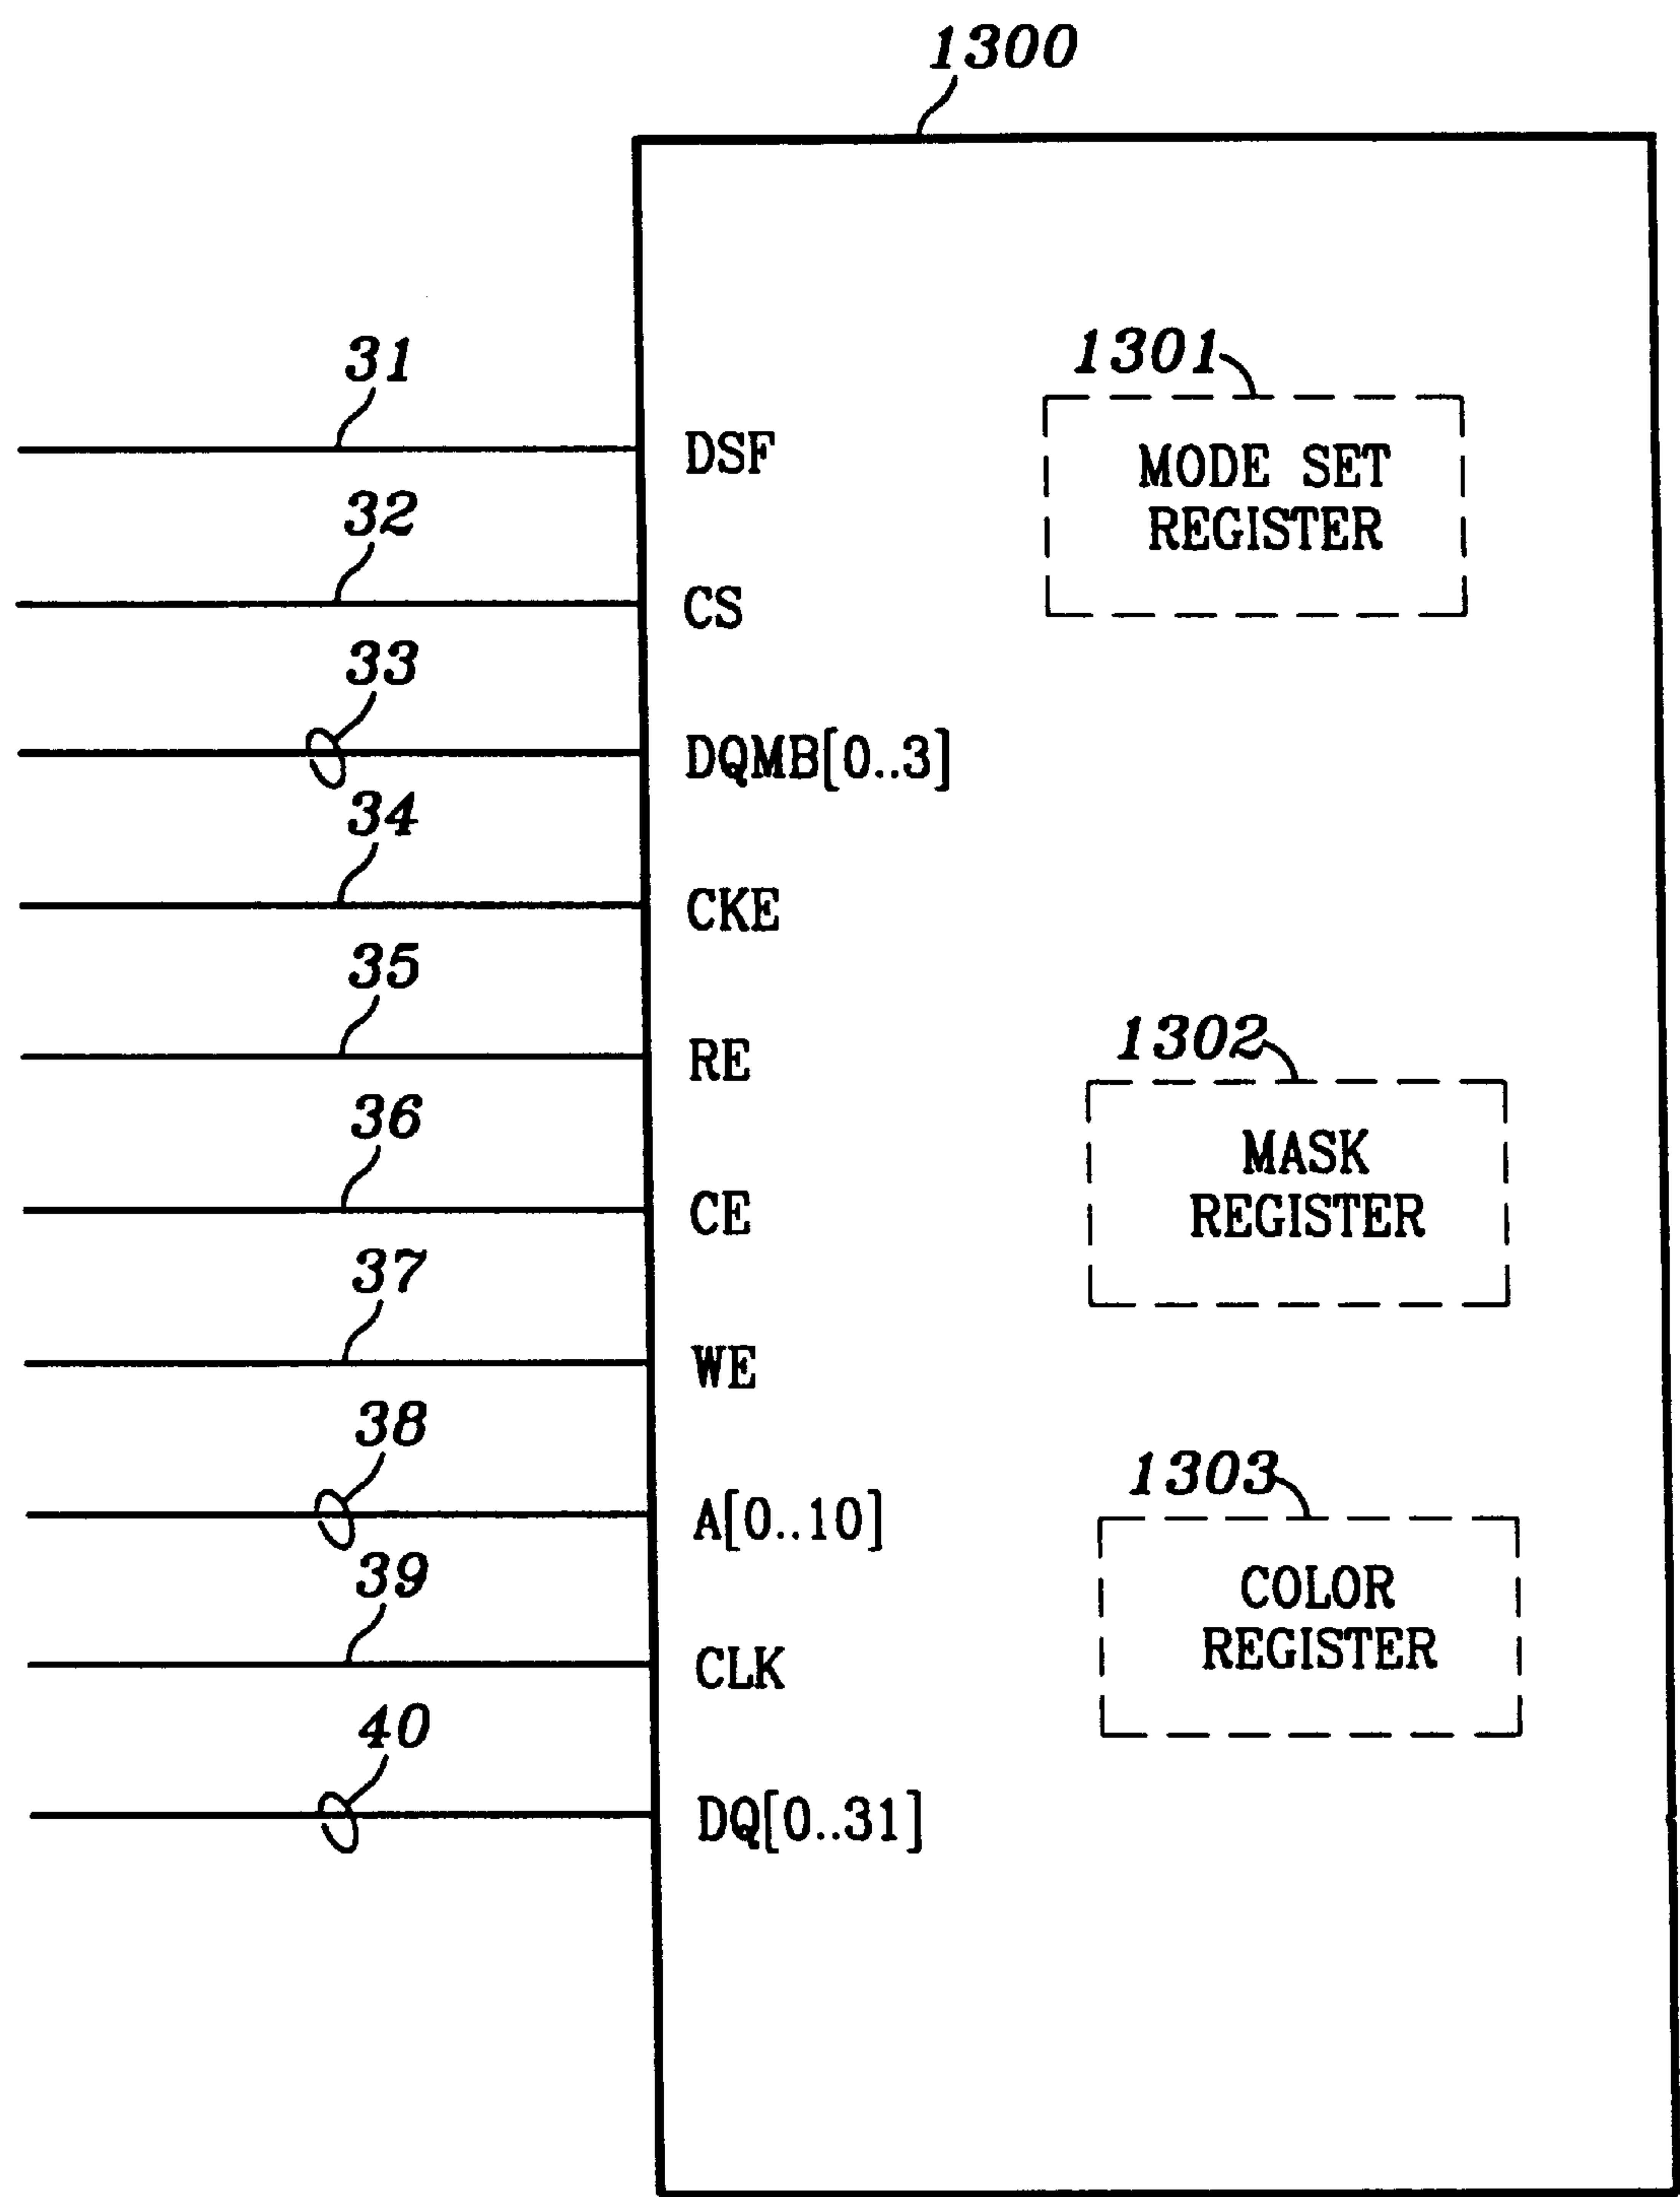 1300
31
DSF
1301
MODE SET
REGISTER
32
CS
33
DQMB[0..3]
34
CKE
35
RE
1302
MASK
REGISTER
36
CE
37
WE
38
A[0..10]
1303
COLOR
REGISTER
39
CLK
40
DQ[0..31]